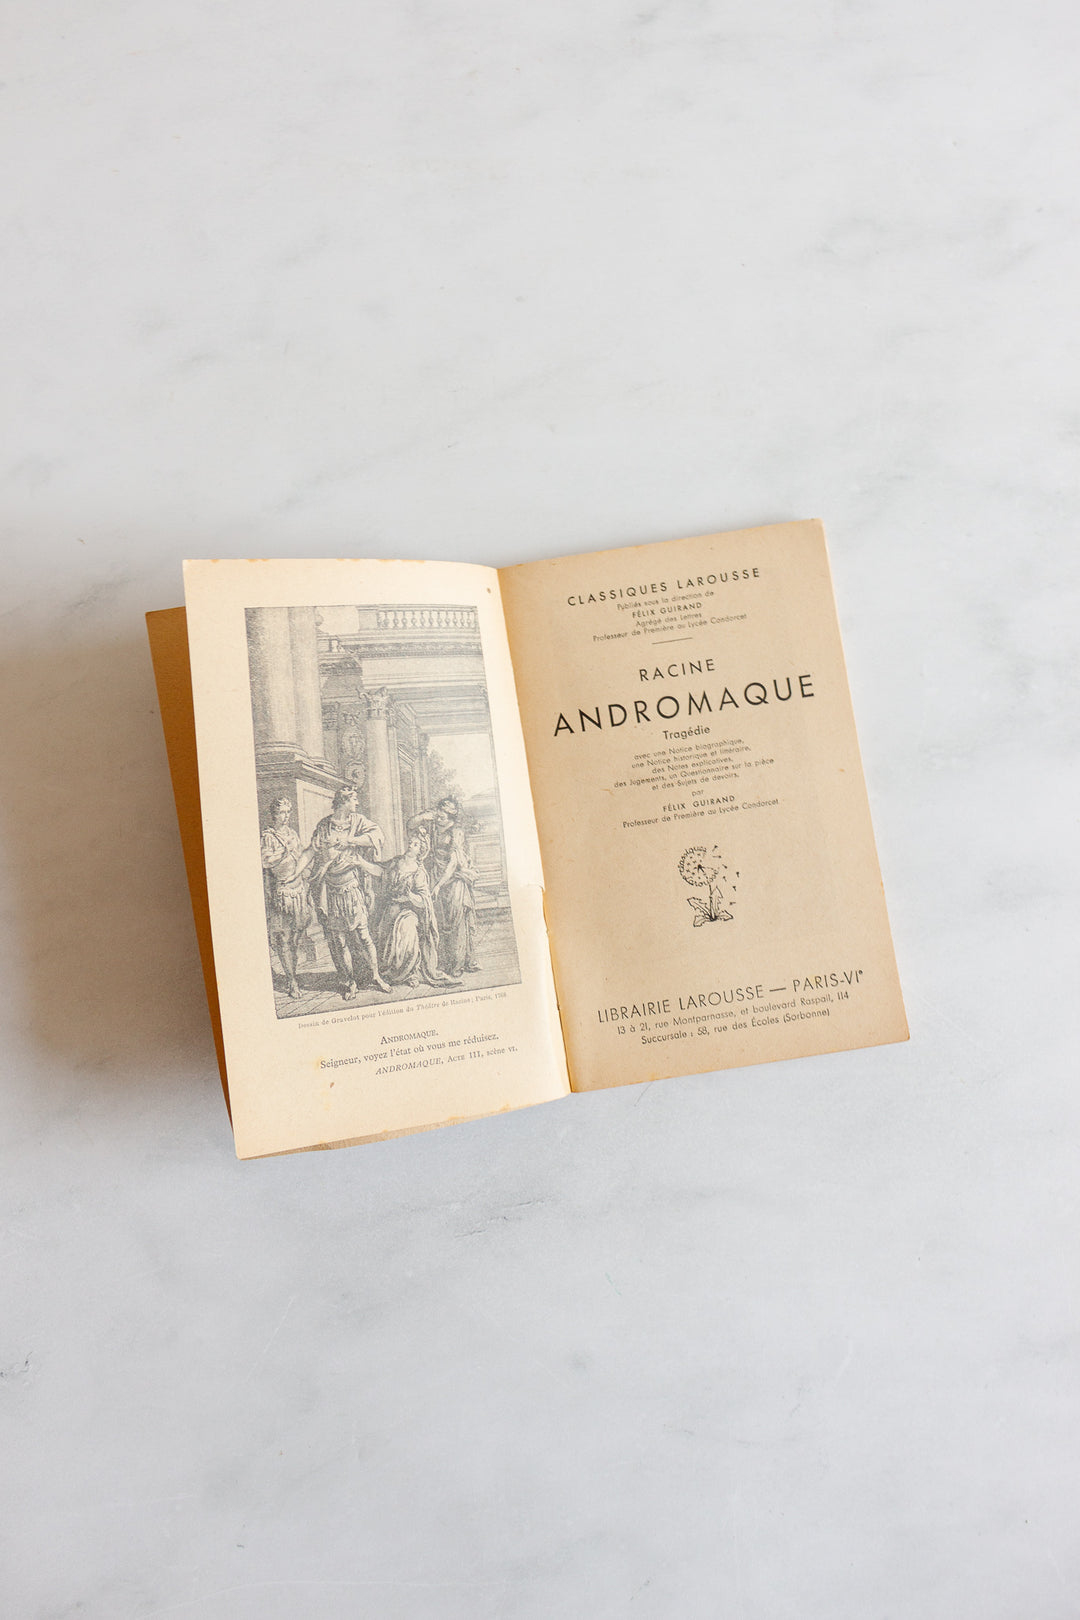 Dessin de Gravelot pour l'édition du Théâtre de Racine; Paris, 1768
ANDROMAQUE.
Seigneur, voyez l'état où vous me réduisez.
ANDROMAQUE, ACTE III, scène VI.
CLASSIQUES LAROUSSE
Publiés sous la direction de
FÉLIX GUIRAND
Agrégé des Lettres
Professeur de Première au Lycée Condorcet
RACINE
ANDROMAQUE
Tragédie
avec une Notice biographique,
une Notice historique et littéraire,
des Notes explicatives,
des Jugements, un Questionnaire sur la pièce
et des Sujets de devoirs,
par
FÉLIX GUIRAND
Professeur de Première au Lycée Condorcet
classiques
LIBRAIRIE LAROUSSE — PARIS-VIe
13 à 21, rue Montparnasse, et boulevard Raspail, 114
Succursale : 58, rue des Écoles (Sorbonne)